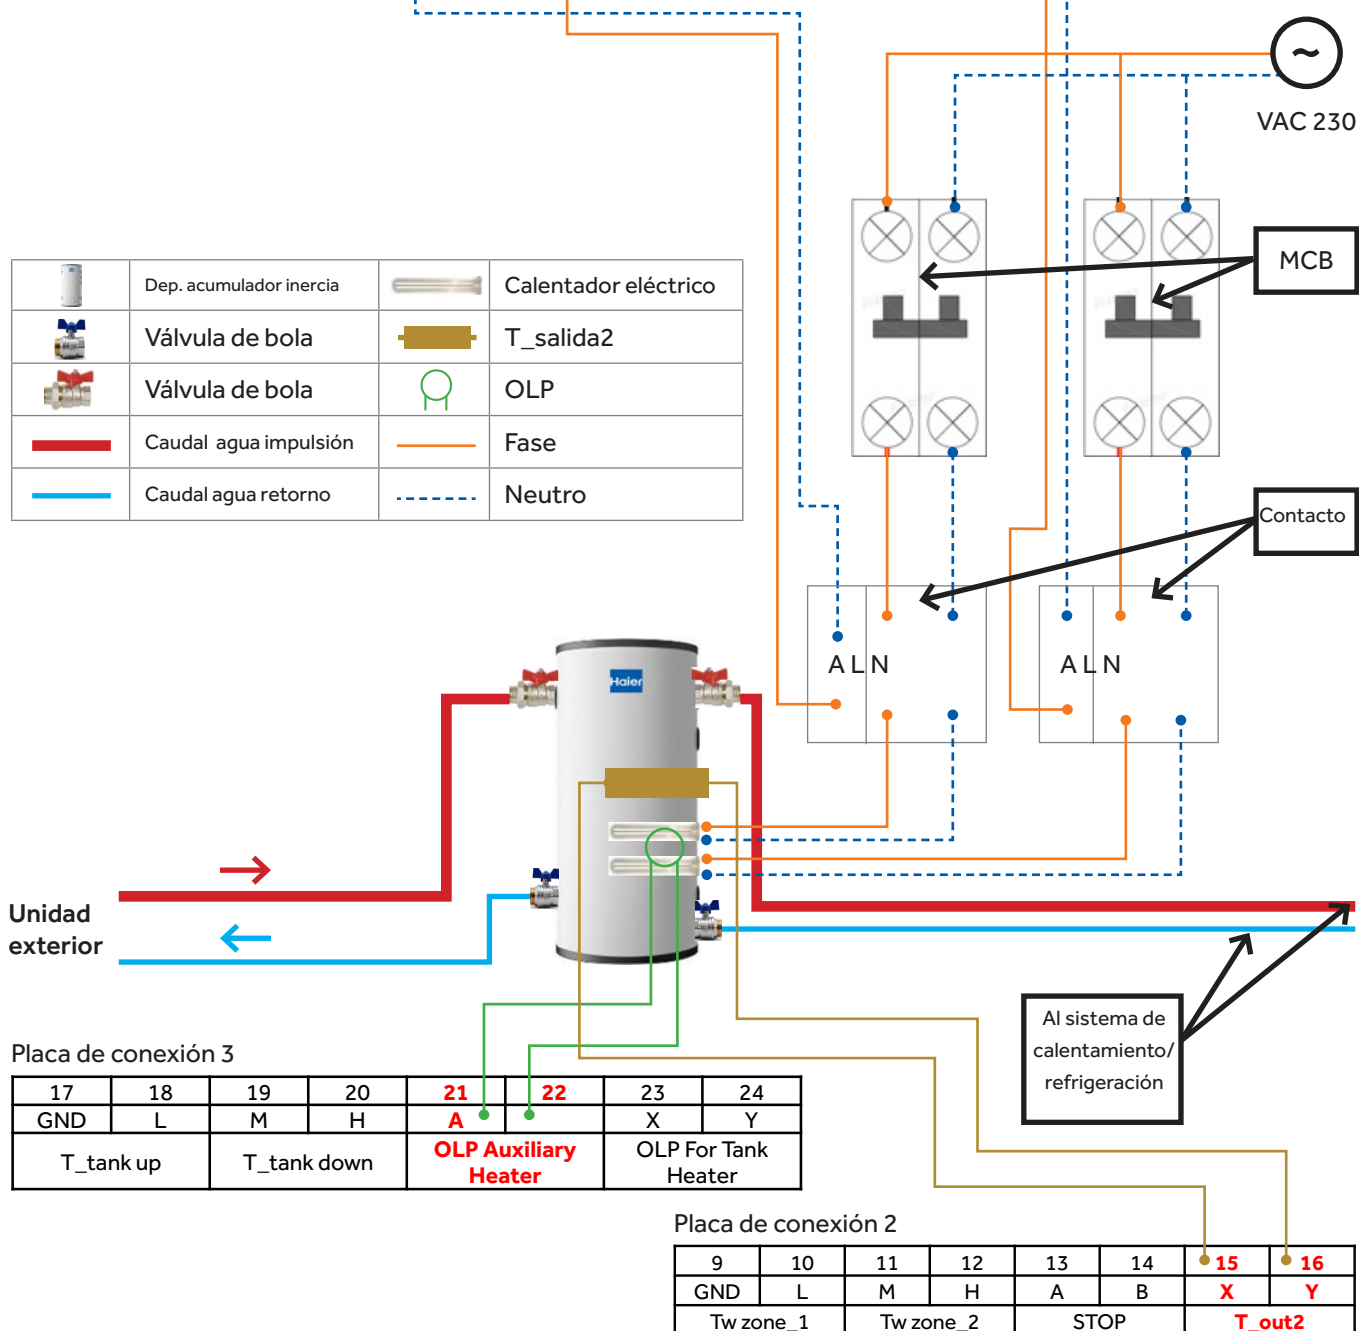 VAC 230
MCB
Dep. acumulador inercia
Calentador eléctrico
Válvula de bola
T_salida2
Válvula de bola
OLP
Caudal agua impulsión
Fase
Caudal agua retorno
Neutro
Contacto
A L N
A L N
Haier
Unidad
exterior
Al sistema de
calentamiento/
refrigeración
Placa de conexión 3
17 18 19 20 21 22 23 24
GND L M H A X Y
T_tank up T_tank down OLP Auxiliary Heater OLP For Tank Heater
Placa de conexión 2
9 10 11 12 13 14 15 16
GND L M H A B X Y
Tw zone_1 Tw zone_2 STOP T_out2